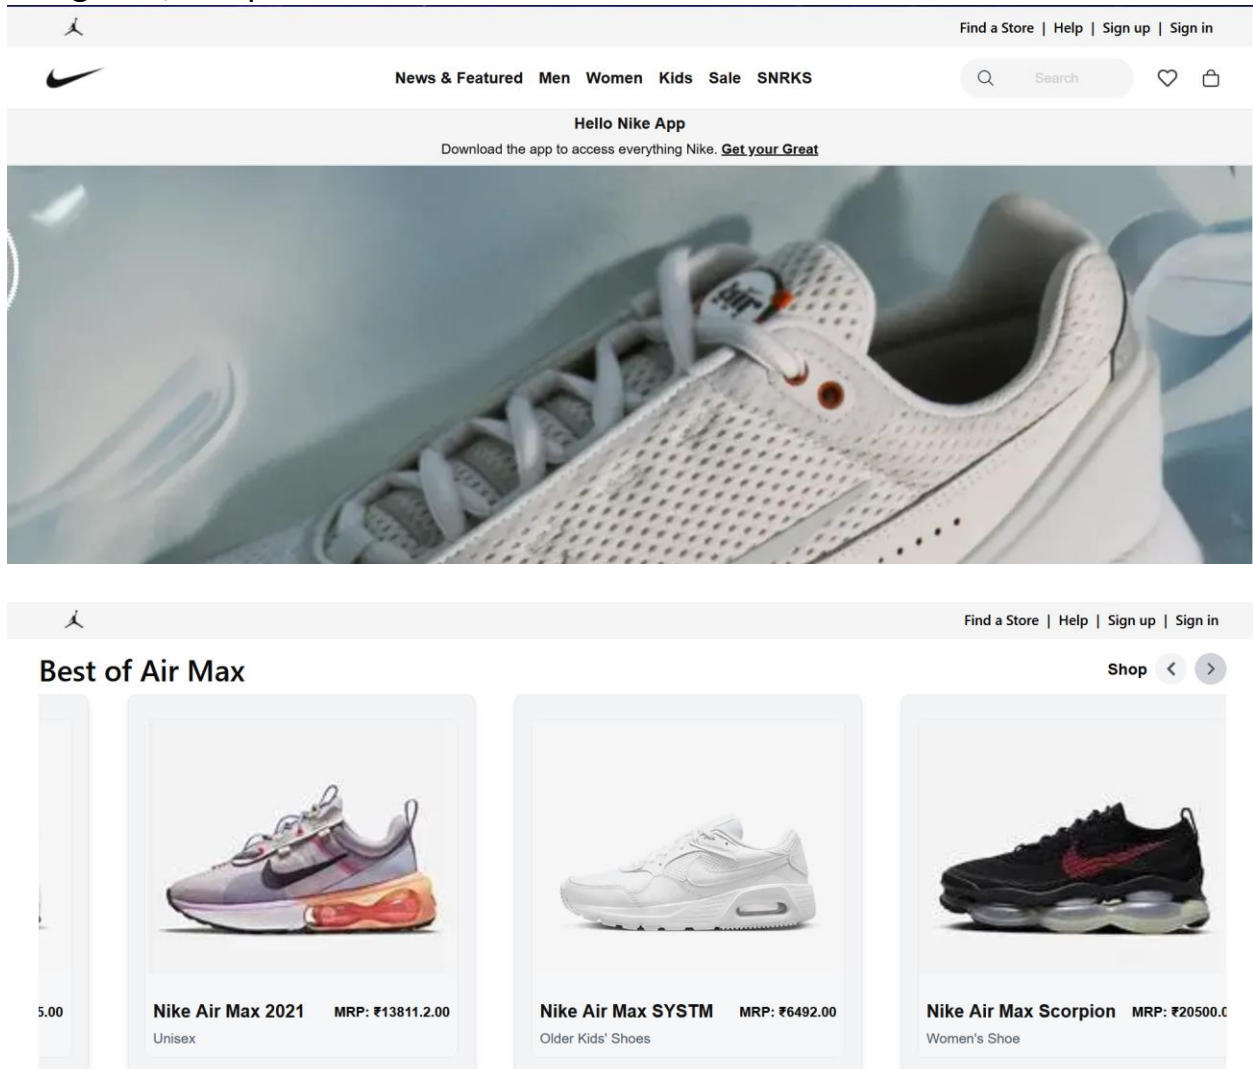 Find a Store | Help | Sign up | Sign in
News & Featured Men Women Kids Sale SNRKS
Search
Hello Nike App
Download the app to access everything Nike. Get your Great
air
Find a Store | Help | Sign up | Sign in
Best of Air Max
Shop
5.00
Nike Air Max 2021 MRP: ₹13811.2.00
Unisex
Nike Air Max SYSTM MRP: ₹6492.00
Older Kids' Shoes
Nike Air Max Scorpion MRP: ₹20500.0
Women's Shoe